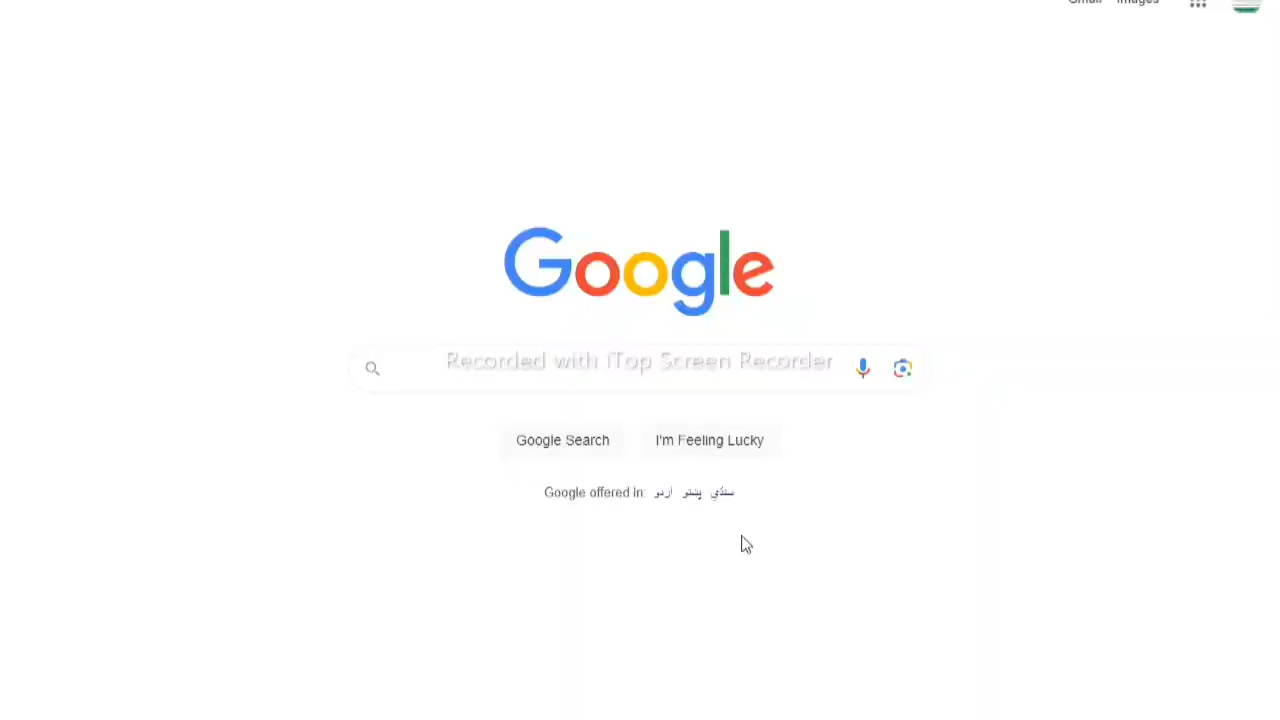 Gmail Images
Google
Recorded with iTop Screen Recorder
Google Search I'm Feeling Lucky
Google offered in: اردو پښتو سنڌي